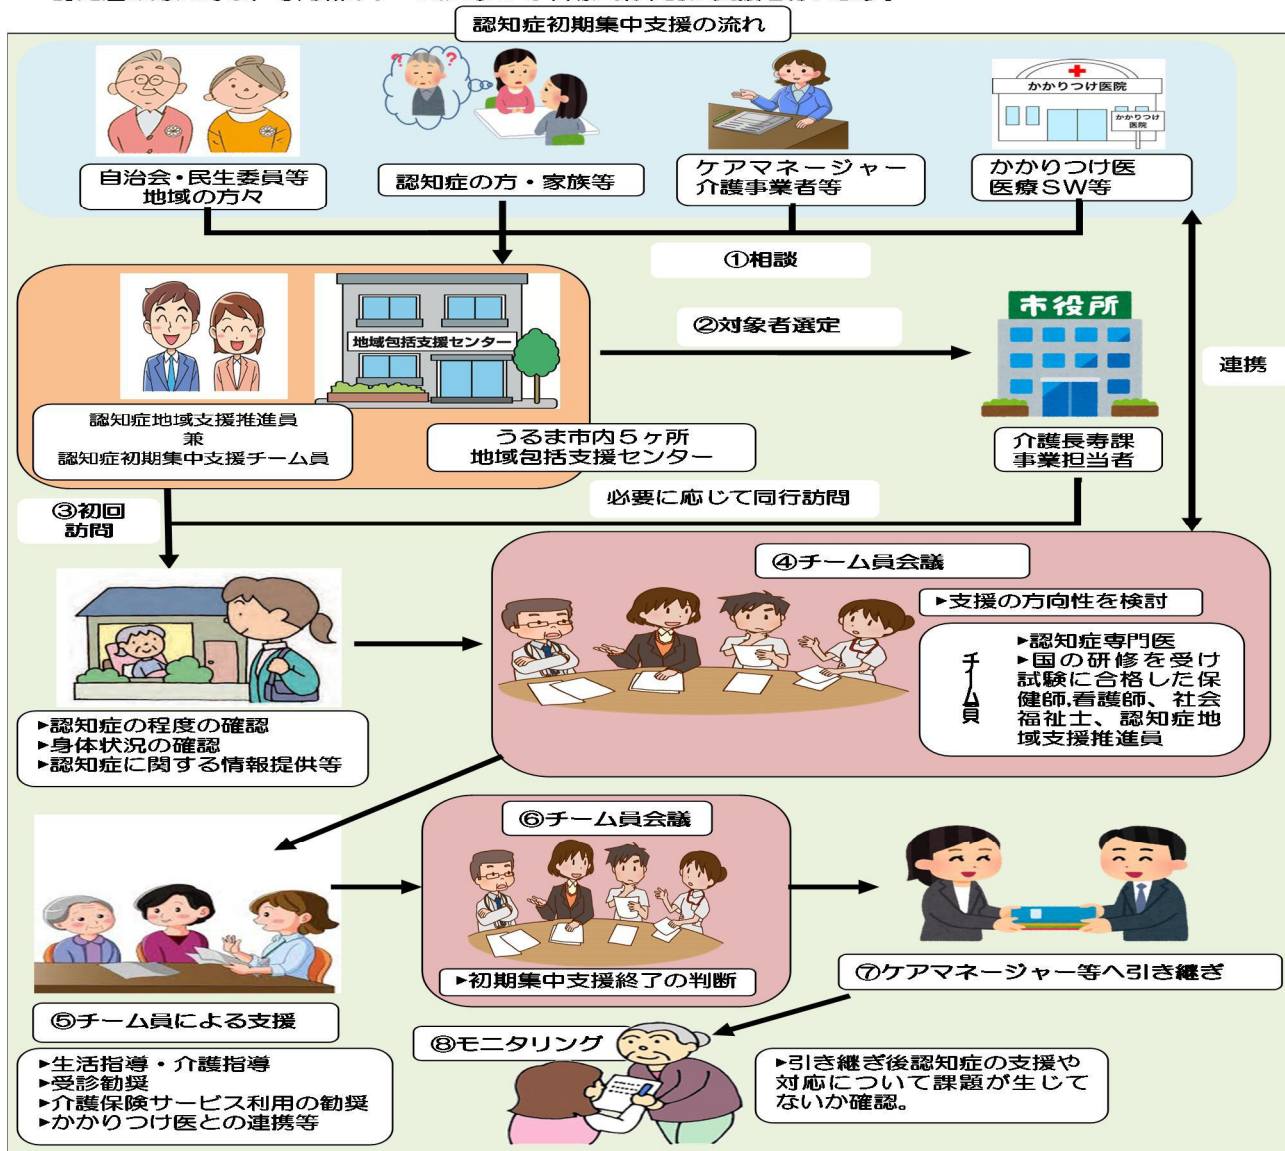 認知症初期集中支援の流れ
かかりつけ医院
かかりつけ
医院
自治会・民生委員等
地域の方々
認知症の方・家族等
ケアマネージャー
介護事業者等
かかりつけ医
医療SW等
①相談
地域包括支援センター
②対象者選定
市役所
連携
認知症地域支援推進員
兼
認知症初期集中支援チーム員
うるま市内5ヶ所
地域包括支援センター
介護長寿課
事業担当者
③初回
訪問
必要に応じて同行訪問
④チーム員会議
▸支援の方向性を検討
チーム員
▸認知症専門医
▸国の研修を受け
試験に合格した保
健師.看護師、社会
福祉士、認知症地
域支援推進員
▸認知症の程度の確認
▸身体状況の確認
▸認知症に関する情報提供等
⑥チーム員会議
▸初期集中支援終了の判断
⑦ケアマネージャー等へ引き継ぎ
⑤チーム員による支援
▸生活指導・介護指導
▸受診勧奨
▸介護保険サービス利用の勧奨
▸かかりつけ医との連携等
⑧モニタリング
▸引き継ぎ後認知症の支援や
対応について課題が生じて
ないか確認。